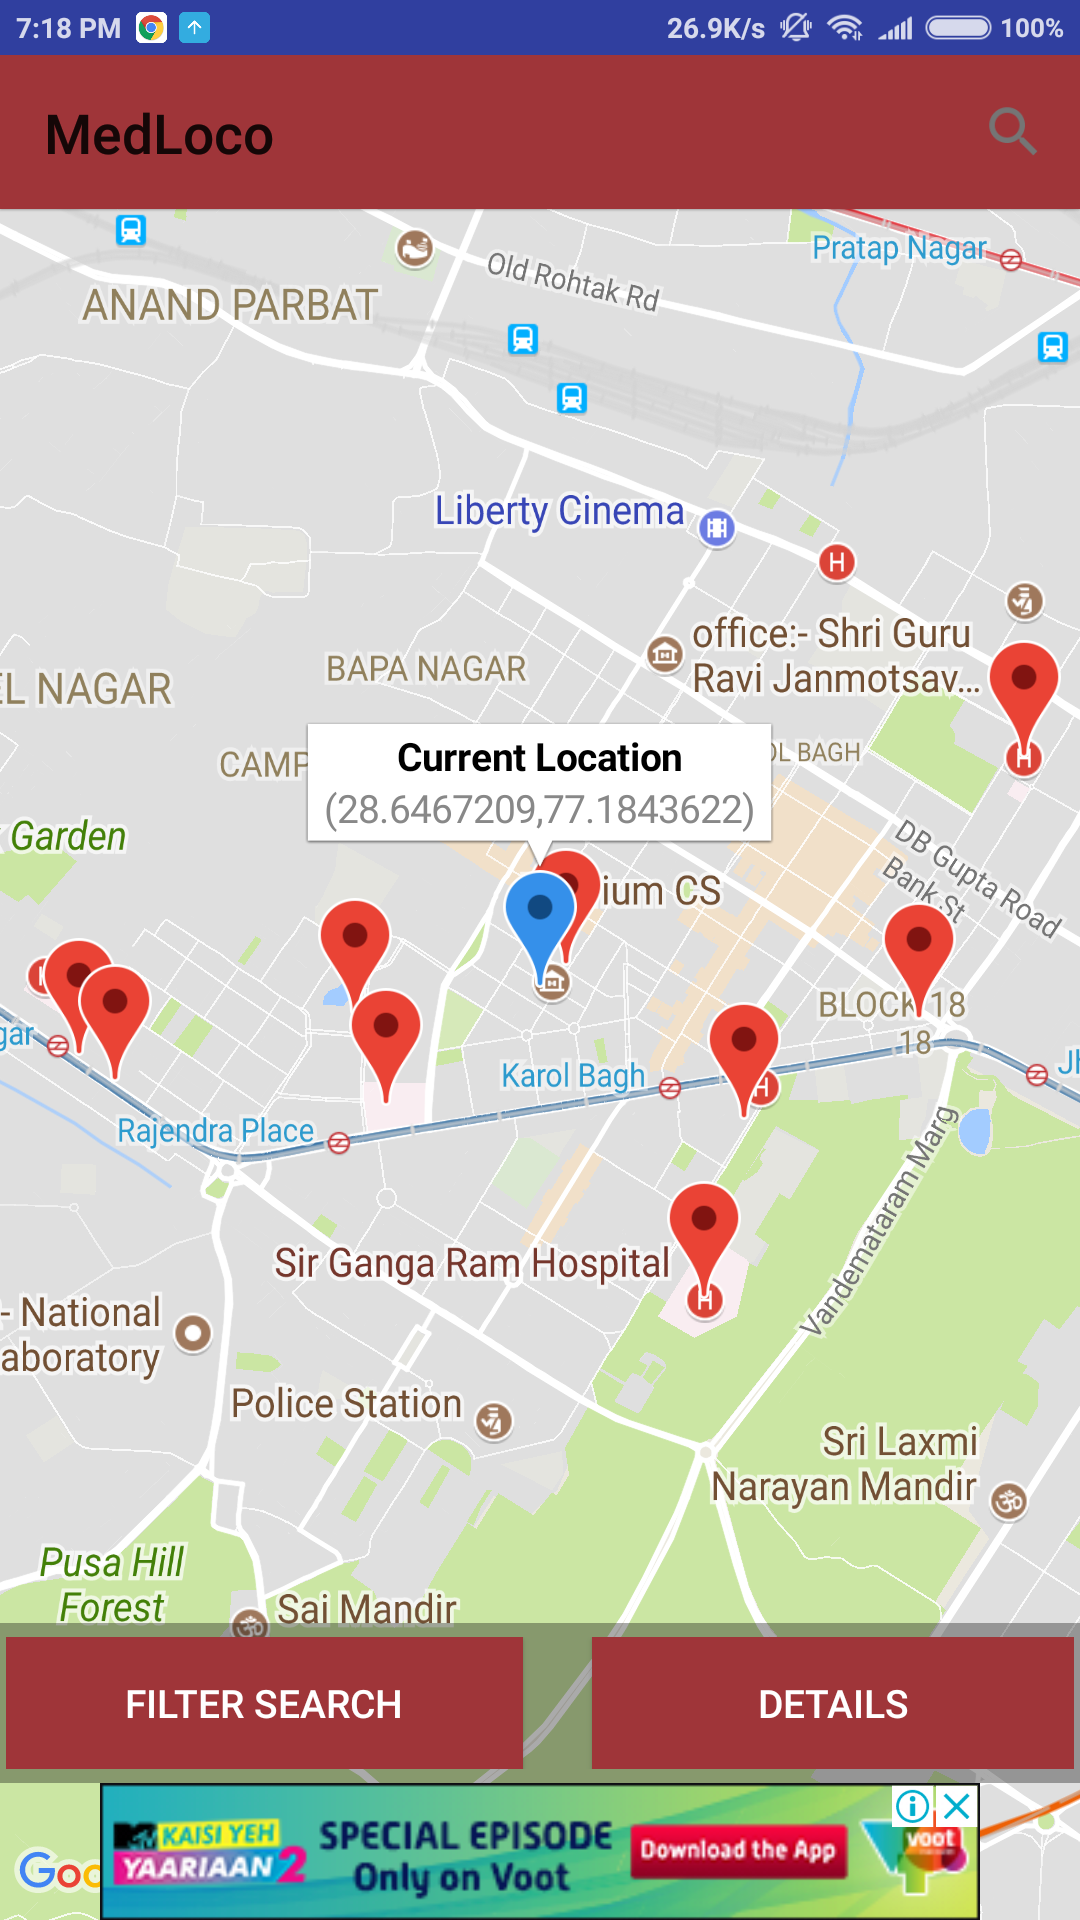 7:18 PM
26.9K/s
100%
MedLoco
Pratap Nagar
Old Rohtak Rd
ANAND PARBAT
Liberty Cinema
H
office:- Shri Guru
Ravi Janmotsav...
BAPA NAGAR
EL NAGAR
H
CAMP
OL BAGH
Current Location
(28.6467209,77.1843622)
Garden
DB Gupta Road
Bank St
ium CS
BLOCK 18
18
gar
Karol Bagh
H
Jh
Rajendra Place
Vandemataram Marg
Sir Ganga Ram Hospital
H
- National
aboratory
Police Station
Sri Laxmi
Narayan Mandir
Pusa Hill
Forest
Sai Mandir
FILTER SEARCH
DETAILS
MTV KAISI YEH
YAARIAAN 2
SPECIAL EPISODE
Only on Voot
Download the App
voot
Goo